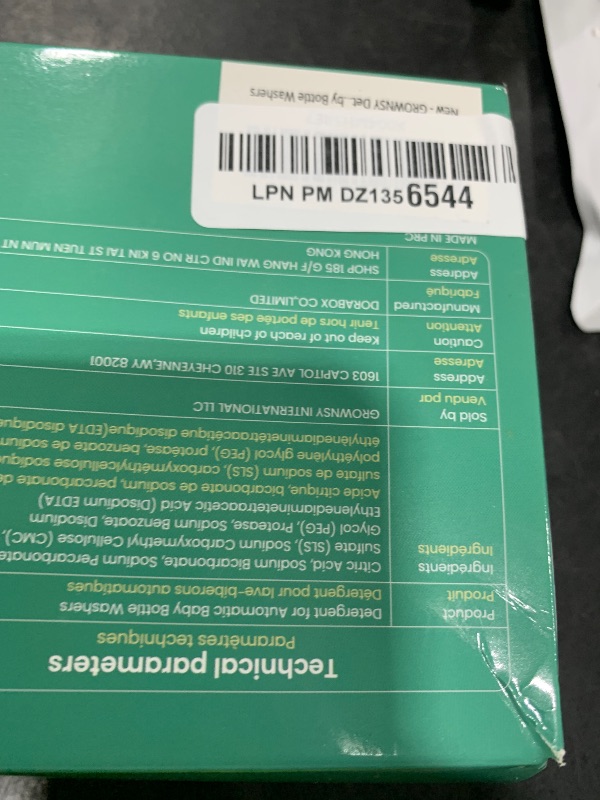 Technical parameters
Paramètres techniques
Product
Produit
Detergent for Automatic Baby Bottle Washers
Détergent pour lave-biberons automatiques
Ingredients
Ingrédients
Citric Acid, Sodium Bicarbonate, Sodium Percarbonate
Sulfate (SLS), Sodium Carboxymethyl Cellulose (CMC),
Glycol (PEG), Protease, Sodium Benzoate, Disodium
Ethylenediaminetetraacetic Acid (Disodium EDTA)
Acide citrique, bicarbonate de sodium, percarbonate de
sulfate de sodium (SLS), carboxyméthylcellulose sodique
polyéthylène glycol (PEG), protéase, benzoate de sodium
éthylènediaminetétraacétique disodique(EDTA disodique
Sold by
Vendu par
GROWNSY INTERNATIONAL LLC
Address
Adresse
1603 CAPITOL AVE STE 310 CHEYENNE,WY 82001
Caution
Attention
Keep out of reach of children
Tenir hors de portée des enfants
Manufactured
Fabriqué
DORABOX CO.,LIMITED
Address
Adresse
SHOP 185 G/F HANG WAI IND CTR NO 6 KIN TAI ST TUEN MUN NT
HONG KONG
MADE IN PRC
LPN PM DZ1356544
New - GROWNSY Det...by Bottle Washers